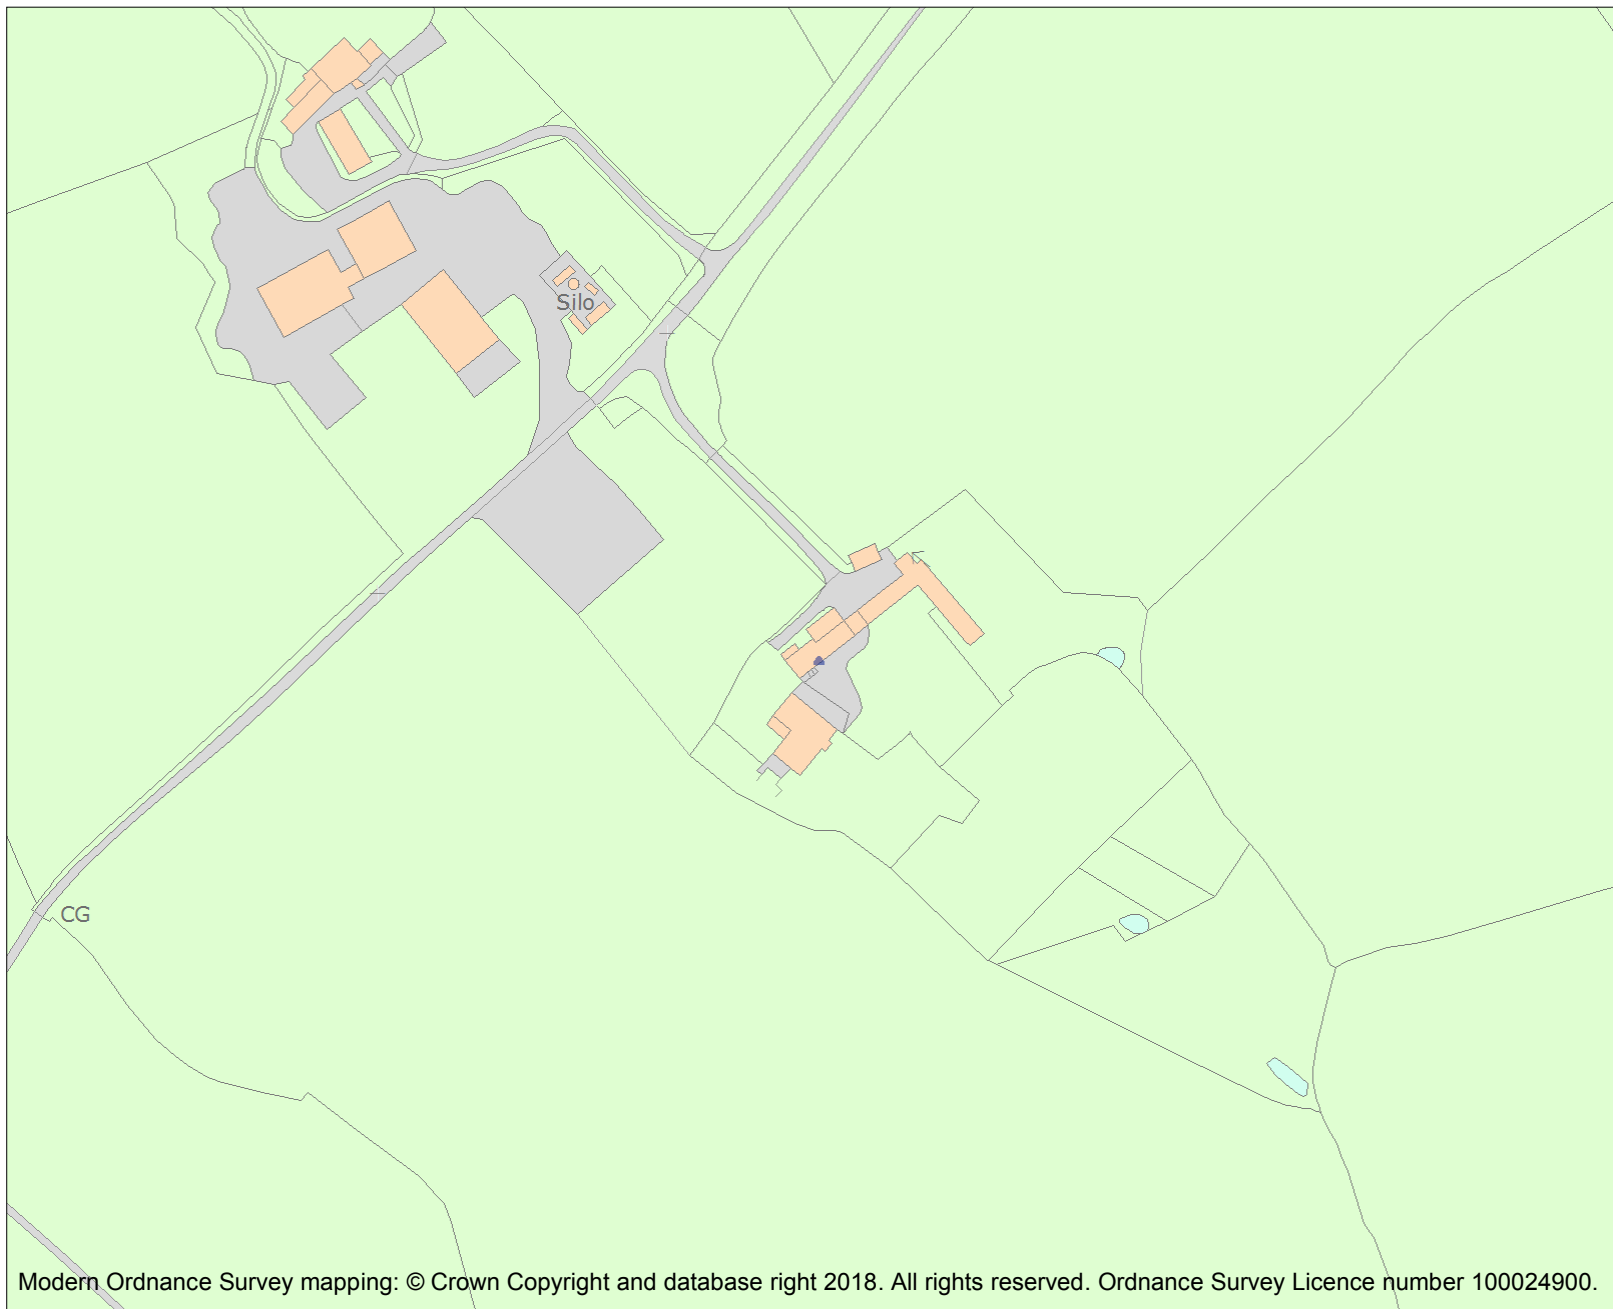 Silo
CG
Modern Ordnance Survey mapping: © Crown Copyright and database right 2018. All rights reserved. Ordnance Survey Licence number 100024900.